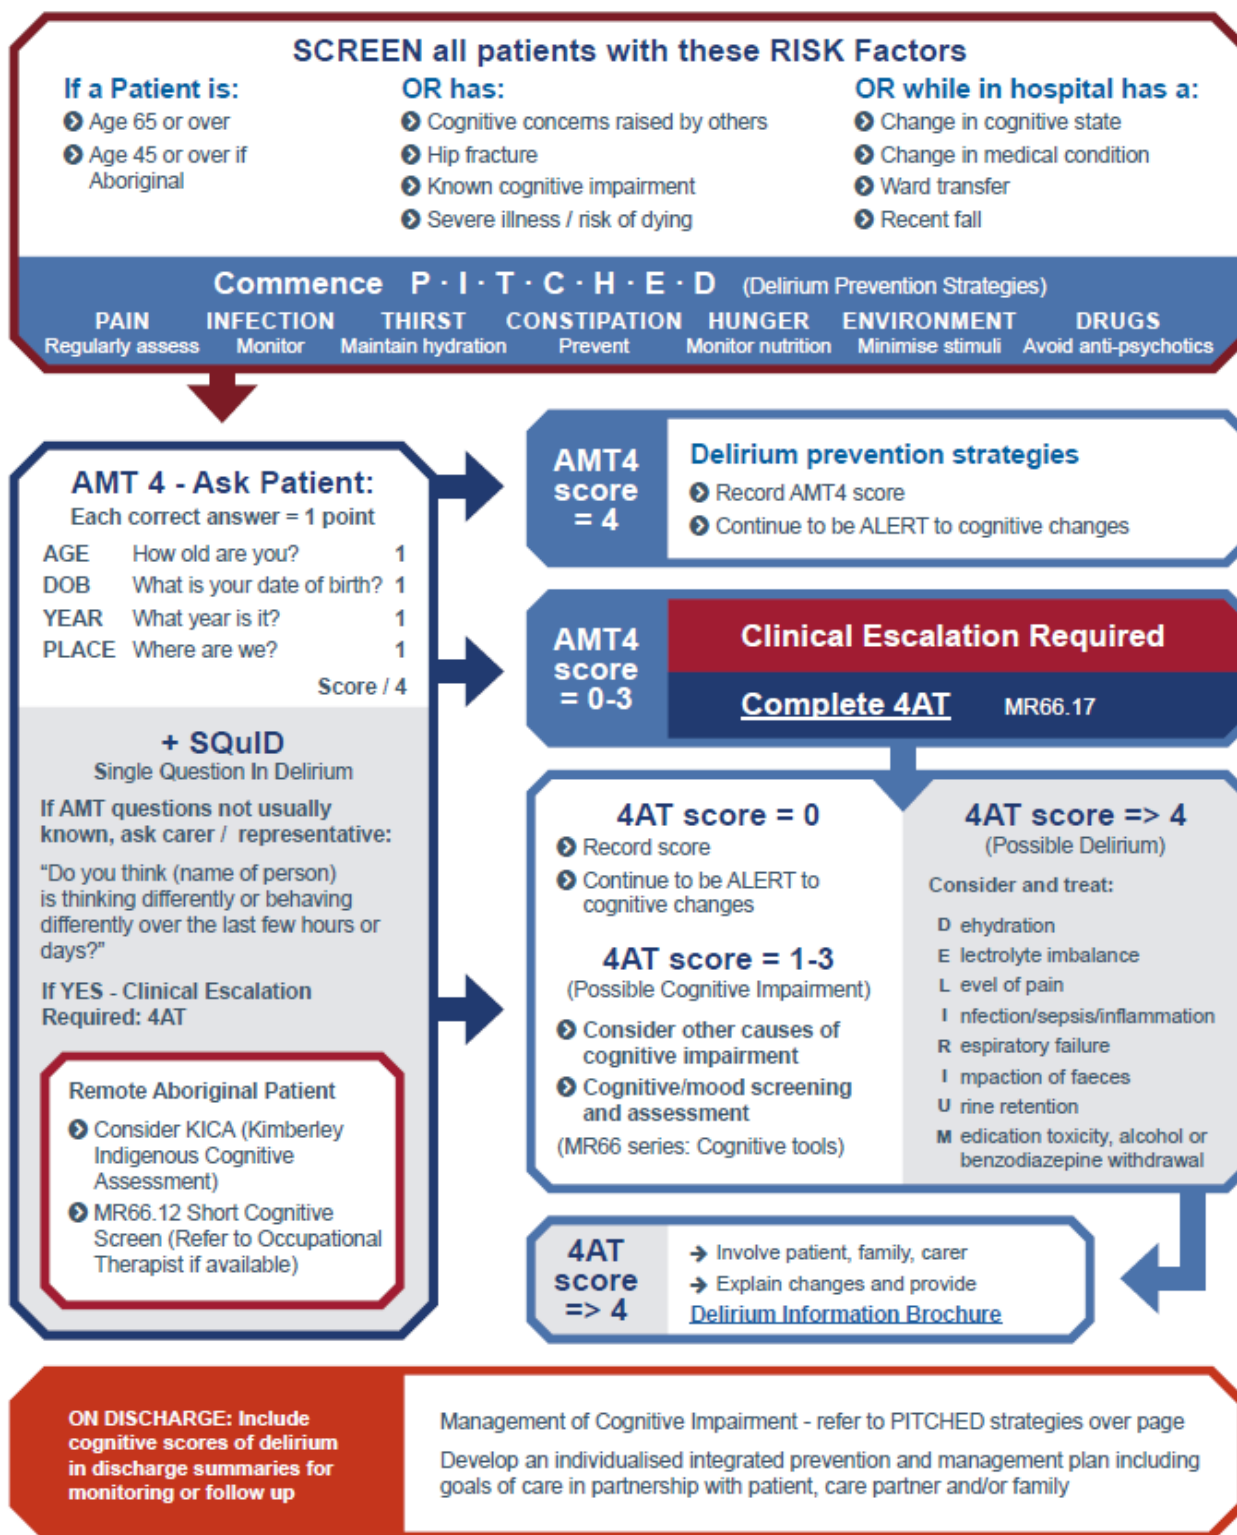 SCREEN all patients with these RISK Factors
If a Patient is:
Age 65 or over
Age 45 or over if
Aboriginal
OR has:
Cognitive concerns raised by others
Hip fracture
Known cognitive impairment
Severe illness / risk of dying
OR while in hospital has a:
Change in cognitive state
Change in medical condition
Ward transfer
Recent fall
Commence P · I · T · C · H · E · D (Delirium Prevention Strategies)
PAIN INFECTION THIRST CONSTIPATION HUNGER ENVIRONMENT DRUGS
Regularly assess Monitor Maintain hydration Prevent Monitor nutrition Minimise stimuli Avoid anti-psychotics
AMT 4 - Ask Patient:
Each correct answer = 1 point
AGE How old are you? 1
DOB What is your date of birth? 1
YEAR What year is it? 1
PLACE Where are we? 1
Score / 4
+ SQuID
Single Question In Delirium
If AMT questions not usually
known, ask carer / representative:
“Do you think (name of person)
is thinking differently or behaving
differently over the last few hours or
days?”
If YES - Clinical Escalation
Required: 4AT
Remote Aboriginal Patient
Consider KICA (Kimberley
Indigenous Cognitive
Assessment)
MR66.12 Short Cognitive
Screen (Refer to Occupational
Therapist if available)
AMT4
score
= 4
Delirium prevention strategies
Record AMT4 score
Continue to be ALERT to cognitive changes
AMT4
score
= 0-3
Clinical Escalation Required
Complete 4AT MR66.17
4AT score = 0
Record score
Continue to be ALERT to
cognitive changes
4AT score = 1-3
(Possible Cognitive Impairment)
Consider other causes of
cognitive impairment
Cognitive/mood screening
and assessment
(MR66 series: Cognitive tools)
4AT score => 4
(Possible Delirium)
Consider and treat:
D ehydration
E lectrolyte imbalance
L evel of pain
I nfection/sepsis/inflammation
R espiratory failure
I mpaction of faeces
U rine retention
M edication toxicity, alcohol or
benzodiazepine withdrawal
4AT
score
=> 4
Involve patient, family, carer
Explain changes and provide
Delirium Information Brochure
ON DISCHARGE: Include
cognitive scores of delirium
in discharge summaries for
monitoring or follow up
Management of Cognitive Impairment - refer to PITCHED strategies over page
Develop an individualised integrated prevention and management plan including
goals of care in partnership with patient, care partner and/or family